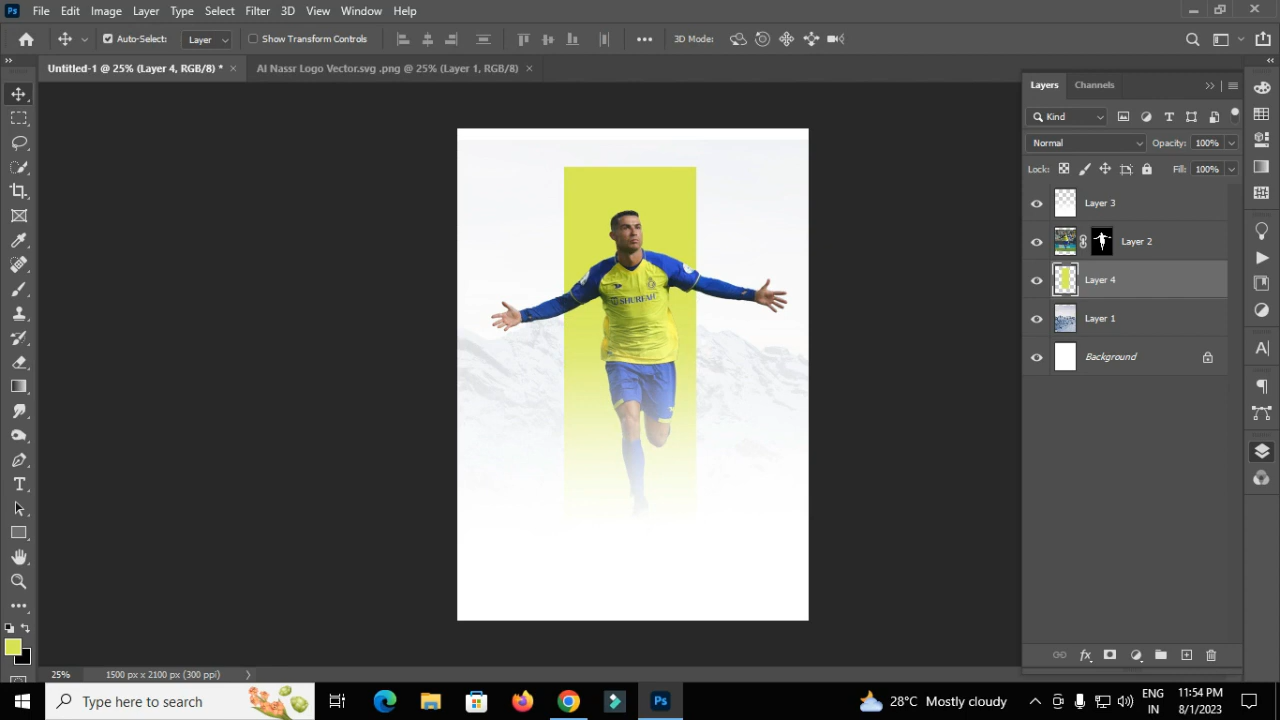 Ps File Edit Image Layer Type Select Filter 3D View Window Help
Auto-Select: Layer Show Transform Controls 3D Mode:
Untitled-1 @ 25% (Layer 4, RGB/8) * Al Nassr Logo Vector.svg .png @ 25% (Layer 1, RGB/8)
Layers Channels
Kind
Normal Opacity: 100%
Lock: Fill: 100%
Layer 3
Layer 2
Layer 4
Layer 1
Background
SHURFAH
25% 1500 px x 2100 px (300 ppi)
Type here to search
Ps
28°C Mostly cloudy
ENG
IN
11:54 PM
8/1/2023